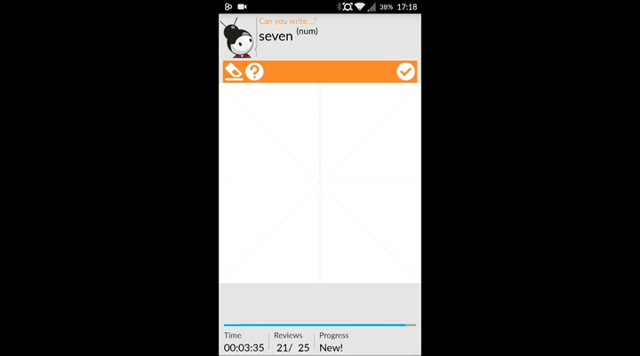 38% 17:18
Can you write...?
seven (num)
Time Reviews Progress
00:03:35 21/ 25 New!